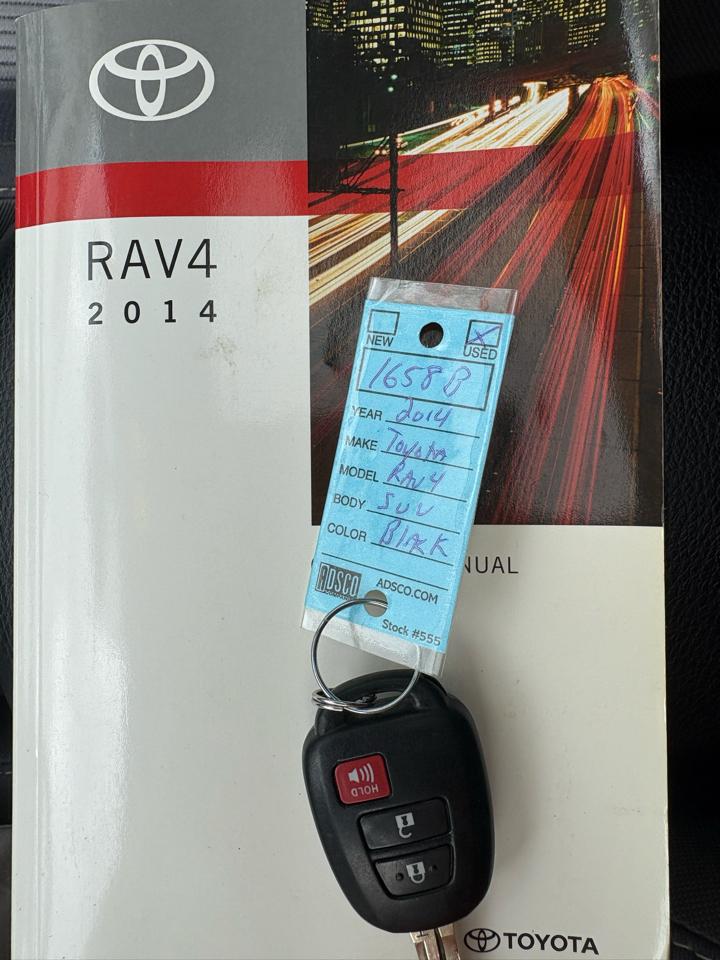 RAV4
2014
NEW
USED
1658B
YEAR 2014
MAKE Toyota
MODEL RAV4
BODY SUV
COLOR Black
ADSCO
ADSCO.COM
Stock #555
NUAL
HOLD
TOYOTA